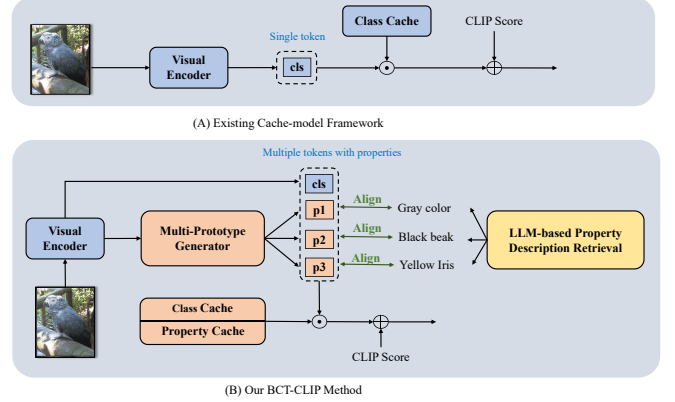 Class Cache
CLIP Score
Single token
Visual
Encoder
cls
(A) Existing Cache-model Framework
Multiple tokens with properties
cls
p1
Align
Gray color
Visual
Encoder
Multi-Prototype
Generator
p2
Align
Black beak
LLM-based Property
Description Retrieval
p3
Align
Yellow Iris
Class Cache
Property Cache
CLIP Score
(B) Our BCT-CLIP Method